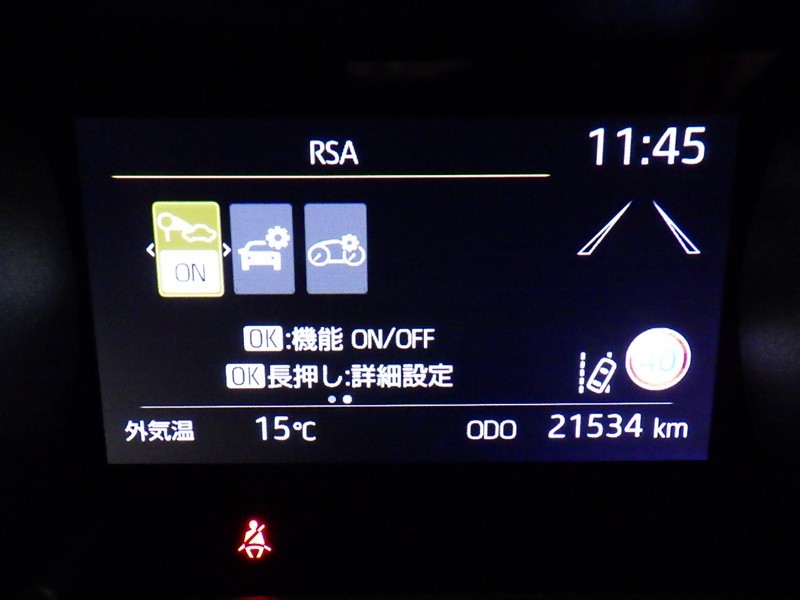 RSA
11:45
ON
OK:機能 ON/OFF
OK長押し:詳細設定
40
外気温 15℃ ODO 21534 km